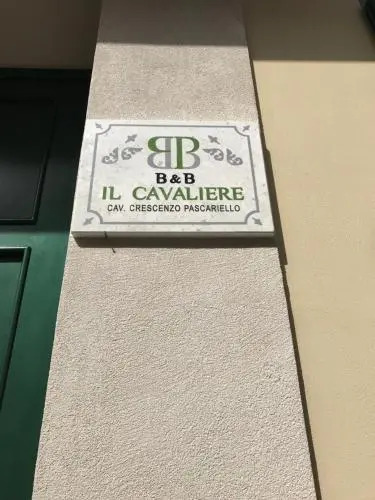 BB
B & B
IL CAVALIERE
CAV. CRESCENZO PASCARIELLO